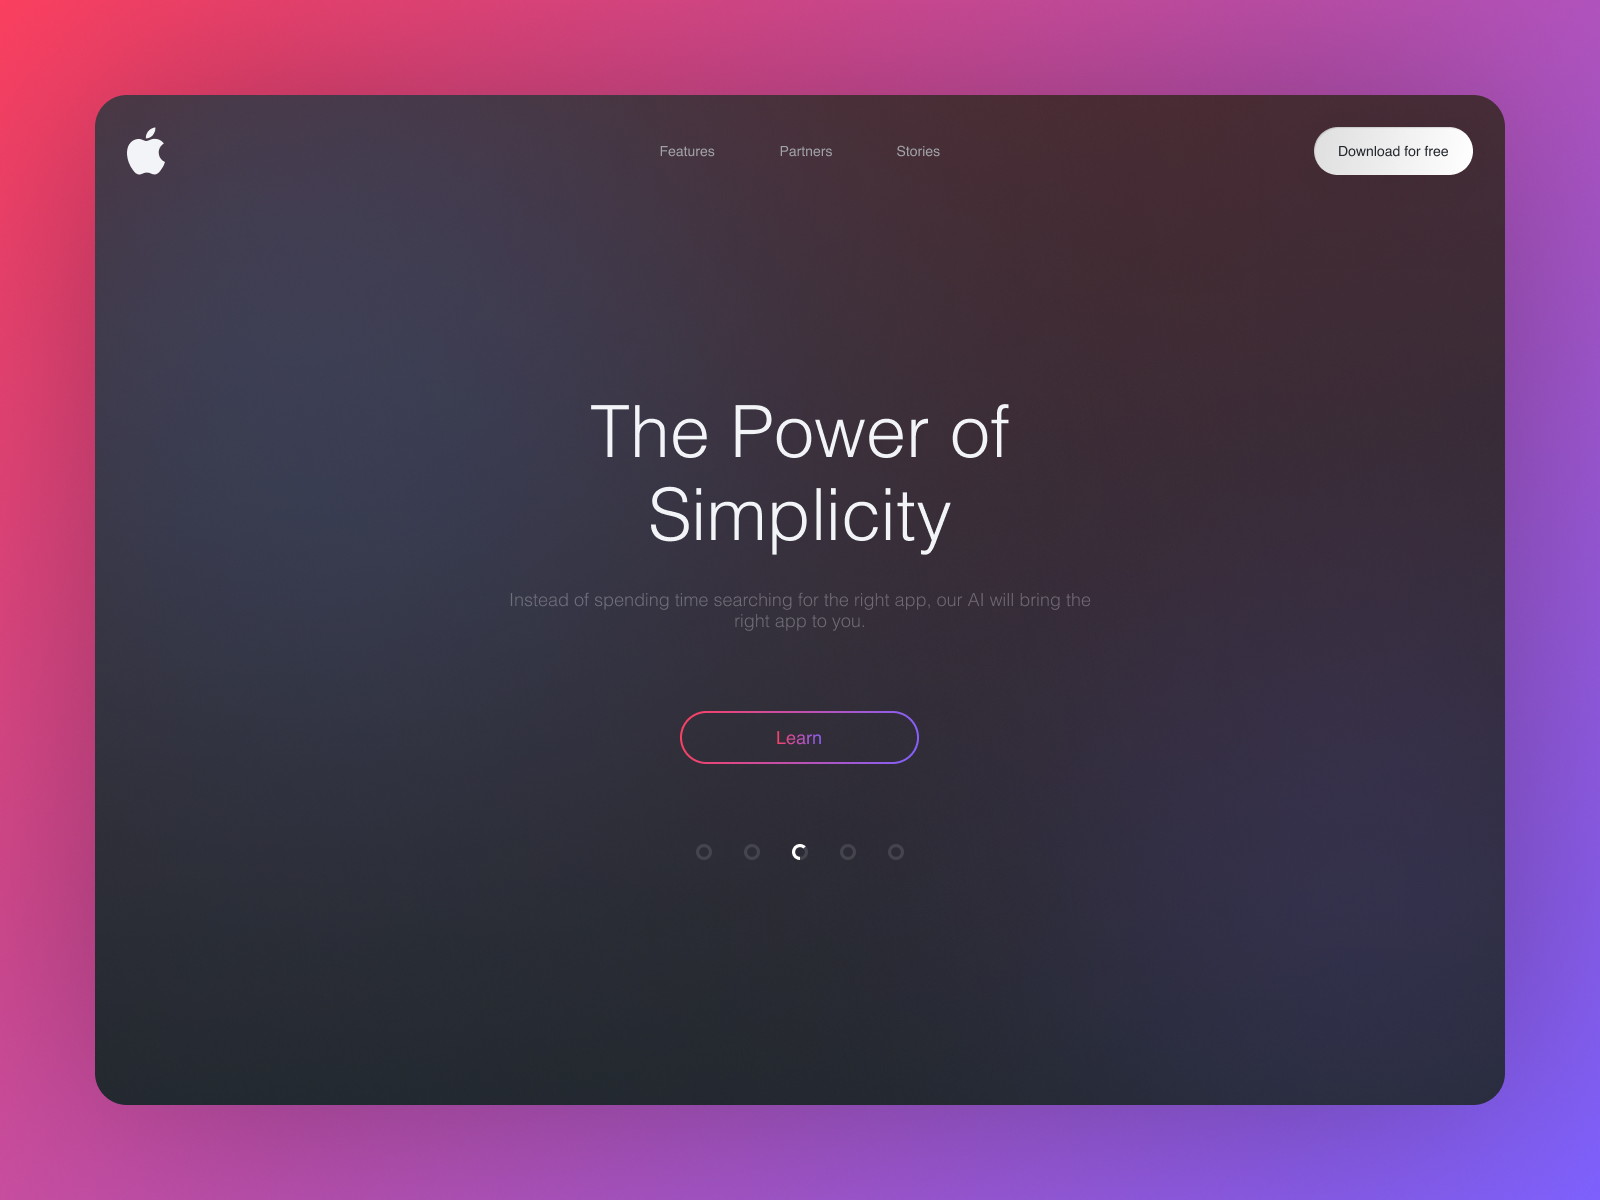 Features
Partners
Stories
Download for free
The Power of
Simplicity
Instead of spending time searching for the right app, our AI will bring the
right app to you.
Learn